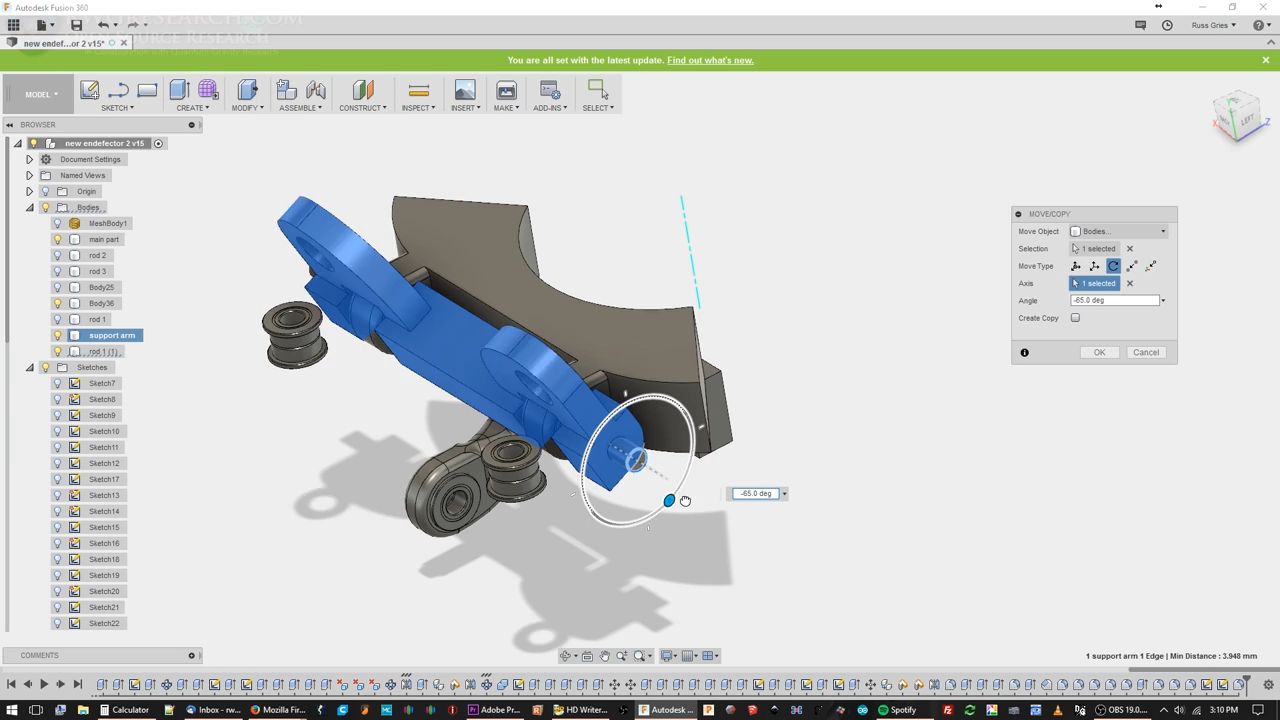 Autodesk Fusion 360
Russ Gries
new endef...or 2 v15*
You are all set with the latest update. Find out what's new.
MODEL
SKETCH
CREATE
MODIFY
ASSEMBLE
CONSTRUCT
INSPECT
INSERT
MAKE
ADD-INS
SELECT
BROWSER
new endefector 2 v15
Document Settings
Named Views
Origin
Bodies
MeshBody1
main part
rod 2
rod 3
Body25
Body36
rod 1
support arm
rod 1 (1)
Sketches
Sketch7
Sketch8
Sketch9
Sketch10
Sketch11
Sketch12
Sketch17
Sketch13
Sketch14
Sketch15
Sketch16
Sketch18
Sketch19
Sketch20
Sketch21
Sketch22
LEFT
X
Z
MOVE/COPY
Move Object
Bodies...
Selection
1 selected
Move Type
Axis
1 selected
Angle
-65.0 deg
Create Copy
OK
Cancel
-65.0 deg
COMMENTS
1 support arm 1 Edge | Min Distance : 3.948 mm
Calculator
Inbox - rw...
Mozilla Firef...
Adobe Pre...
HD Writer...
Autodesk ...
Spotify
OBS 19.0....
3:10 PM